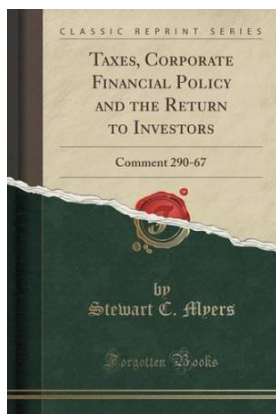 CLASSIC REPRINT SERIES
TAXES, CORPORATE
FINANCIAL POLICY
AND THE RETURN
TO INVESTORS
Comment 290-67
by
Stewart C. Myers
Forgotten Books